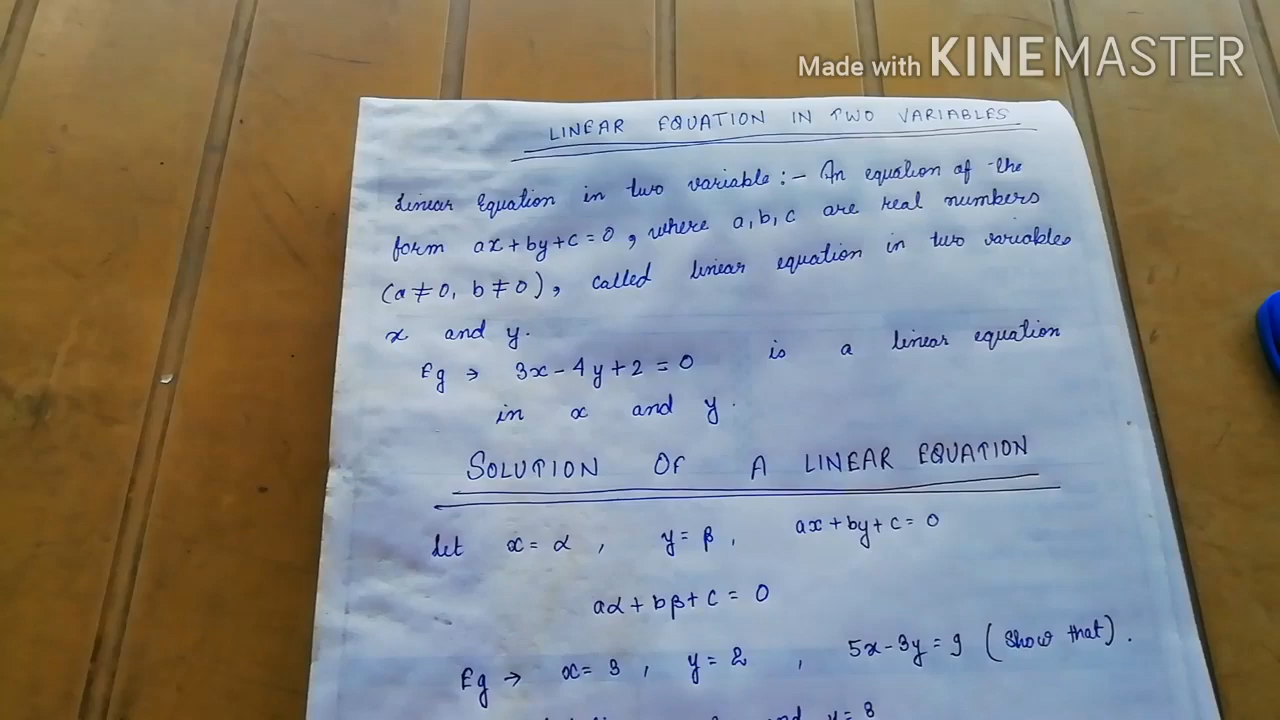 Made with KINEMASTER
LINEAR EQUATION IN TWO VARIABLES
Linear Equation in two variable :- An equation of the
form ax+by+c=0, where a, b, c are real numbers
(a≠0, b≠0), called linear equation in two variables
x and y.
Eg → 3x-4y+2=0 is a linear equation
in x and y.
SOLUTION OF A LINEAR EQUATION
Let x=α, y=β, ax+by+c=0
aα+bβ+c=0
Eg → x=3, y=2, 5x-3y=9 (Show that).
and y=8